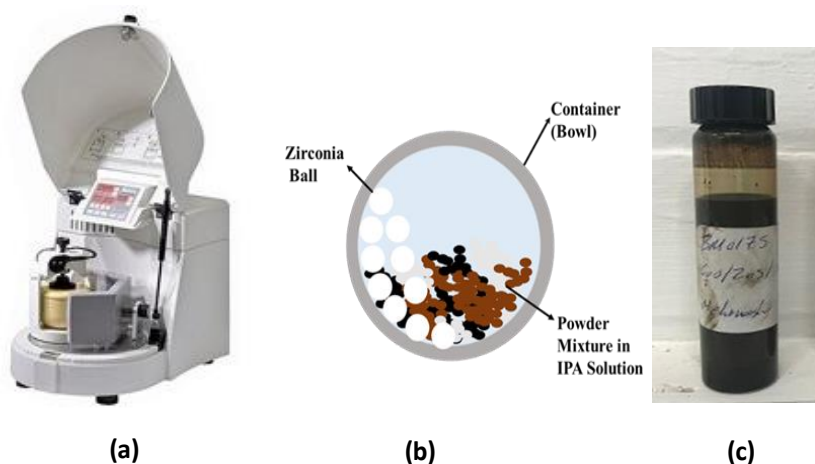 Zirconia
Ball
Container
(Bowl)
Powder
Mixture in
IPA Solution
(a)
(b)
(c)